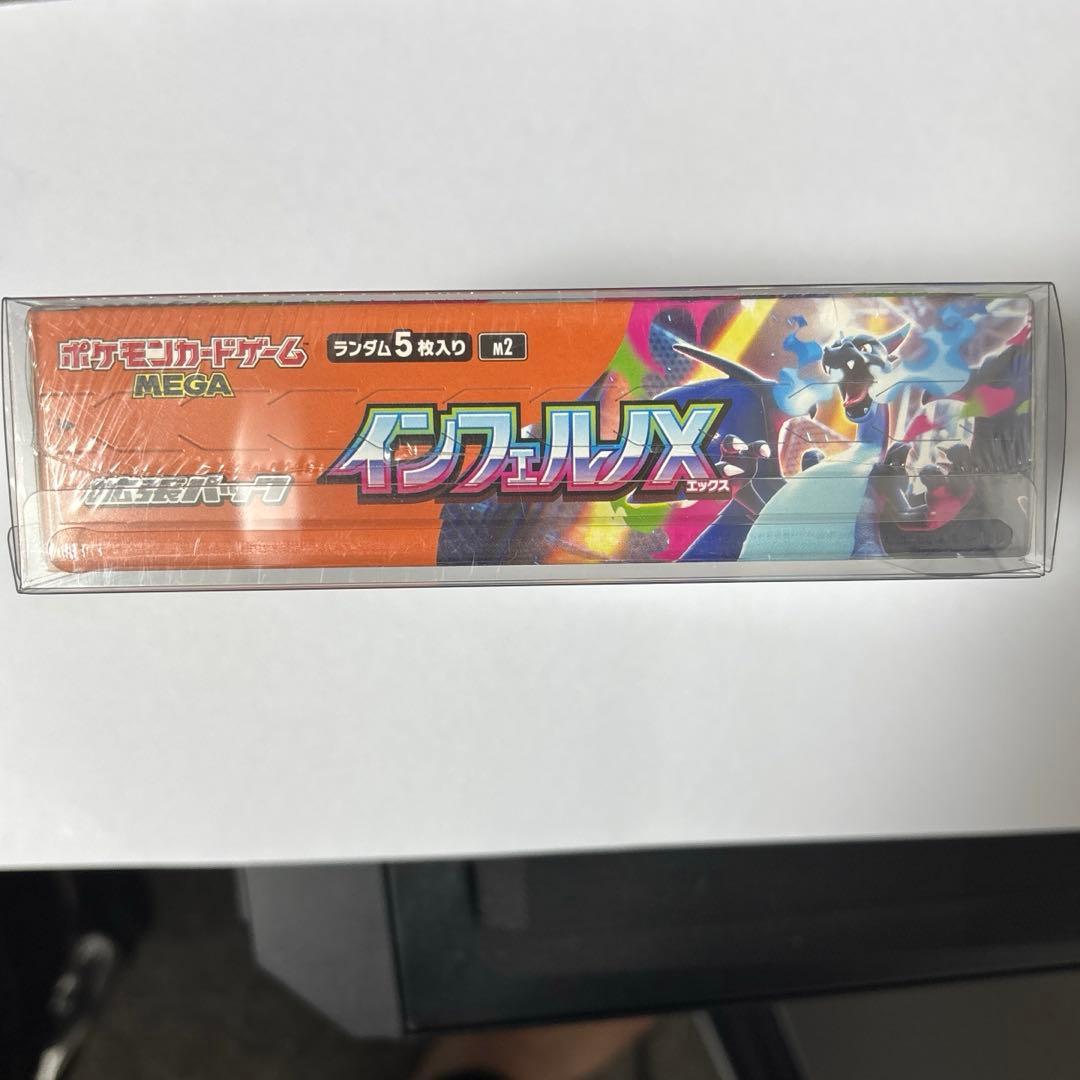 ポケモンカードゲーム
MEGA
ランダム5枚入り M2
拡張パック
インフェルノX
エックス